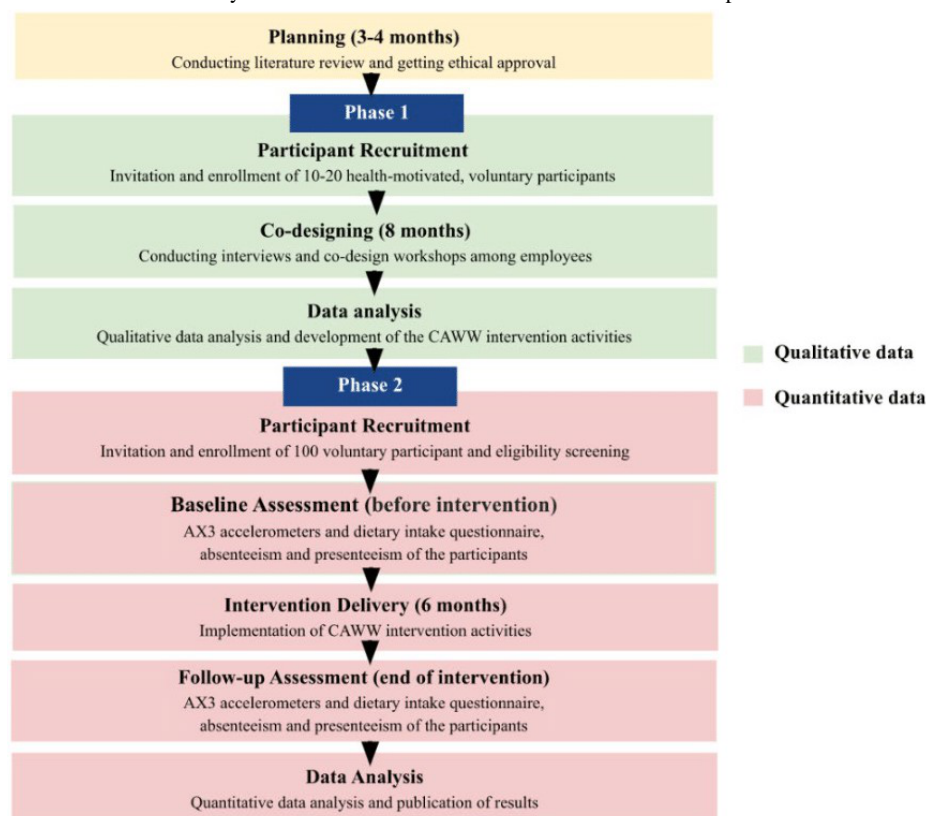 Planning (3-4 months)
Conducting literature review and getting ethical approval
Phase 1
Participant Recruitment
Invitation and enrollment of 10-20 health-motivated, voluntary participants
Co-designing (8 months)
Conducting interviews and co-design workshops among employees
Data analysis
Qualitative data analysis and development of the CAWW intervention activities
Phase 2
Participant Recruitment
Invitation and enrollment of 100 voluntary participant and eligibility screening
Baseline Assessment (before intervention)
AX3 accelerometers and dietary intake questionnaire,
absenteeism and presenteeism of the participants
Intervention Delivery (6 months)
Implementation of CAWW intervention activities
Follow-up Assessment (end of intervention)
AX3 accelerometers and dietary intake questionnaire,
absenteeism and presenteeism of the participants
Data Analysis
Quantitative data analysis and publication of results
Qualitative data
Quantitative data